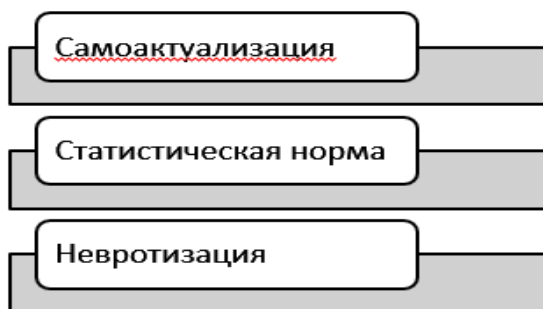 Самоактуализация
Статистическая норма
Невротизация